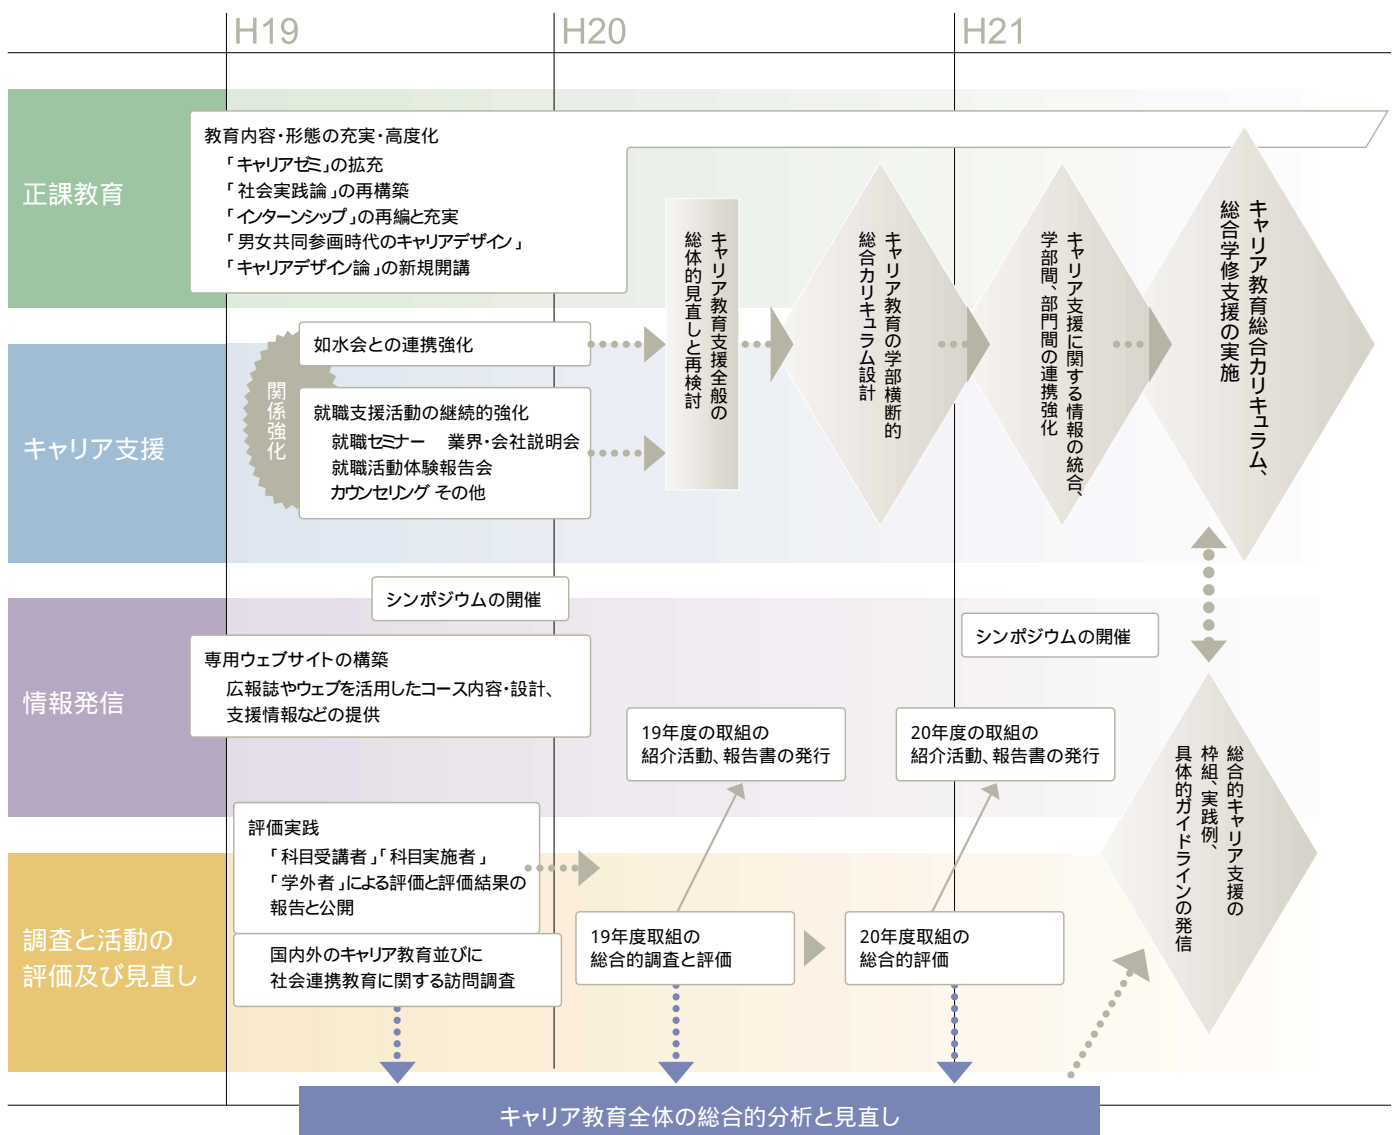 H19
H20
H21
正課教育
教育内容・形態の充実・高度化
「キャリアゼミ」の拡充
「社会実践論」の再構築
「インターンシップ」の再編と充実
「男女共同参画時代のキャリアデザイン」
「キャリアデザイン論」の新規開講
キャリア支援
関係強化
如水会との連携強化
就職支援活動の継続的強化
就職セミナー　業界・会社説明会
就職活動体験報告会
カウンセリング その他
キャリア教育支援全般の
総体的見直しと再検討
キャリア教育の学部横断的
総合カリキュラム設計
キャリア支援に関する情報の統合、
学部間、部門間の連携強化
キャリア教育総合カリキュラム、
総合学修支援の実施
情報発信
シンポジウムの開催
専用ウェブサイトの構築
広報誌やウェブを活用したコース内容・設計、
支援情報などの提供
19年度の取組の
紹介活動、報告書の発行
20年度の取組の
紹介活動、報告書の発行
シンポジウムの開催
総合的キャリア支援の
枠組、実践例、
具体的ガイドラインの発信
調査と活動の
評価及び見直し
評価実践
「科目受講者」「科目実施者」
「学外者」による評価と評価結果の
報告と公開
国内外のキャリア教育並びに
社会連携教育に関する訪問調査
19年度取組の
総合的調査と評価
20年度取組の
総合的評価
キャリア教育全体の総合的分析と見直し